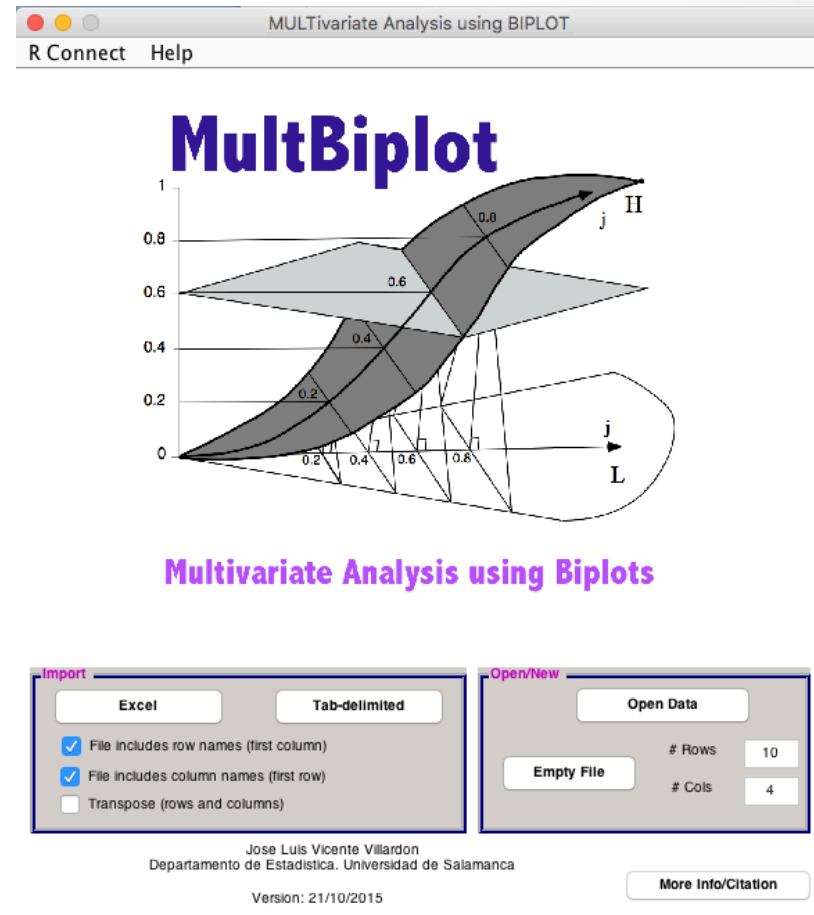 MULTivariate Analysis using BIPLOT
R Connect Help
MultBiplot
1
H
j
0.8
0.8
0.6
0.6
0.4
0.4
0.2
0.2
j
0
0.2 0.4 0.6 0.8
L
Multivariate Analysis using Biplots
Import
Excel Tab-delimited
File includes row names (first column)
File includes column names (first row)
Transpose (rows and columns)
Open/New
Open Data
# Rows 10
Empty File
# Cols 4
Jose Luis Vicente Villardon
Departamento de Estadistica. Universidad de Salamanca
Version: 21/10/2015
More Info/Citation